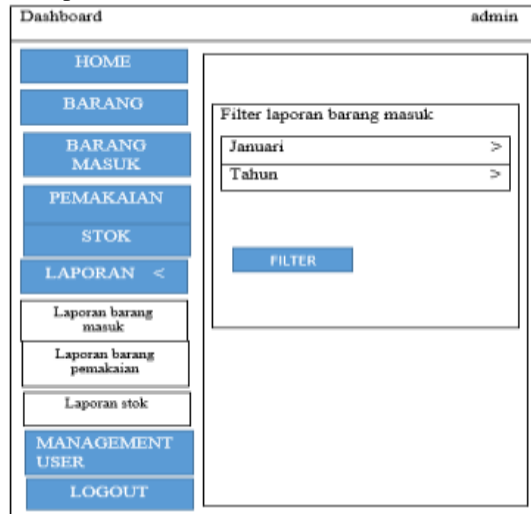 Dashboard
admin
HOME
BARANG
BARANG
MASUK
PEMAKAIAN
STOK
LAPORAN <
Laporan barang
masuk
Laporan barang
pemakaian
Laporan stok
MANAGEMENT
USER
LOGOUT
Filter laporan barang masuk
Januari >
Tahun >
FILTER